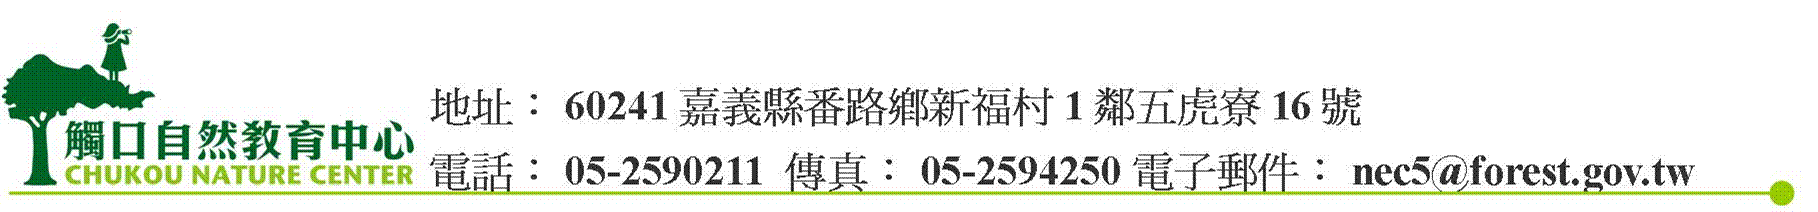 地址： 60241 嘉義縣番路鄉新福村 1 鄰五虎寮 16 號
觸口自然教育中心
CHUKOU NATURE CENTER
電話： 05-2590211 傳真： 05-2594250 電子郵件： nec5@forest.gov.tw